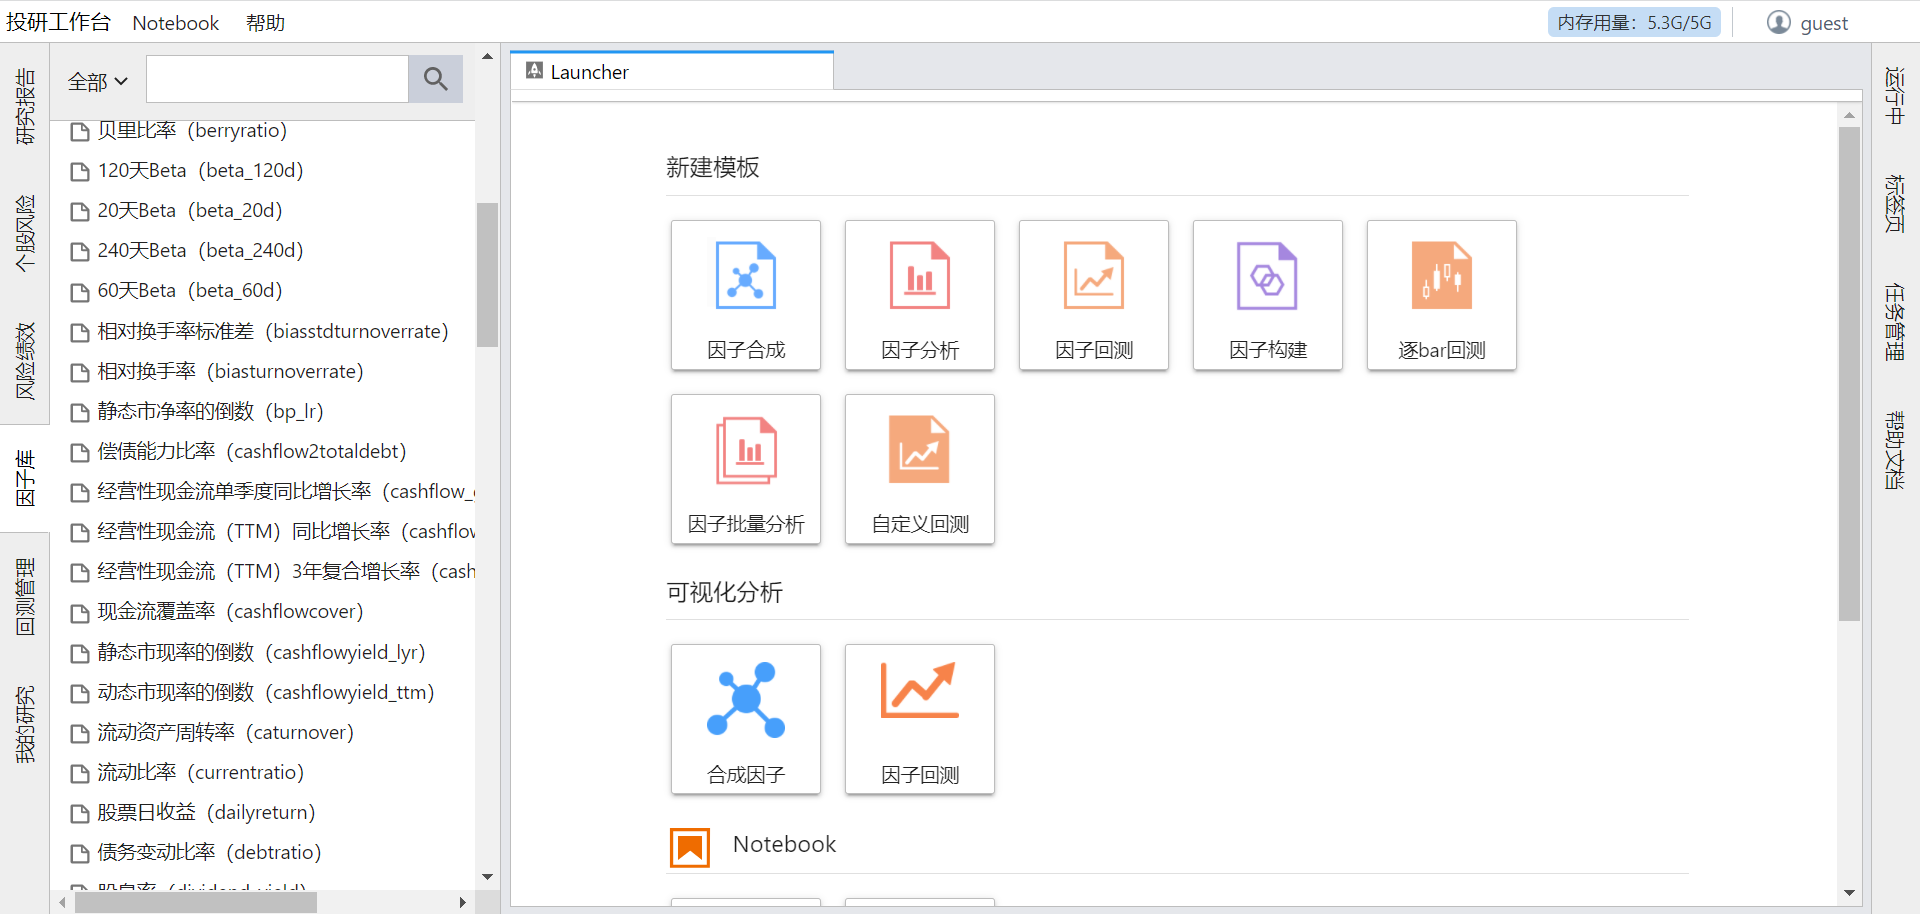 投研工作台 Notebook 帮助 内存用量：5.3G/5G guest
研究报告
个股风险
风险绩效
因子库
回测管理
我的研究
全部
贝里比率（berryratio）
120天Beta（beta_120d）
20天Beta（beta_20d）
240天Beta（beta_240d）
60天Beta（beta_60d）
相对换手率标准差（biasstdturnoverrate）
相对换手率（biasturnoverrate）
静态市净率的倒数（bp_lr）
偿债能力比率（cashflow2totaldebt）
经营性现金流单季度同比增长率（cashflow_
经营性现金流（TTM）同比增长率（cashflow
经营性现金流（TTM）3年复合增长率（cash
现金流覆盖率（cashflowcover）
静态市现率的倒数（cashflowyield_lyr）
动态市现率的倒数（cashflowyield_ttm）
流动资产周转率（caturnover）
流动比率（currentratio）
股票日收益（dailyreturn）
债务变动比率（debtratio）
股息率（dividend_yield）
Launcher
新建模板
因子合成 因子分析 因子回测 因子构建 逐bar回测
因子批量分析 自定义回测
可视化分析
合成因子 因子回测
Notebook
运行中
标签页
任务管理
帮助文档